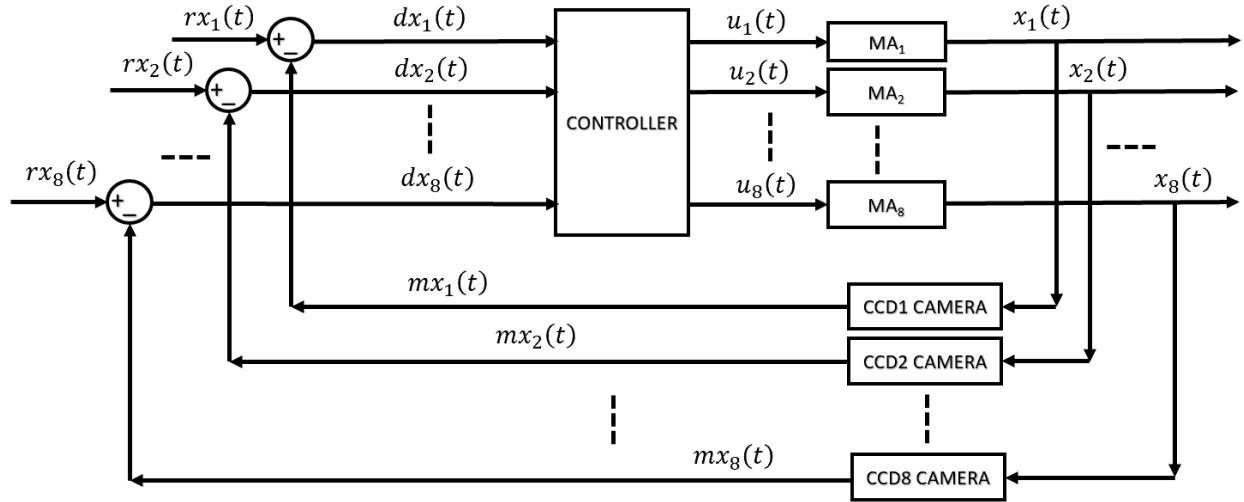 rx₁(t)
dx₁(t)
u₁(t)
MA₁
x₁(t)
+
−
rx₂(t)
dx₂(t)
u₂(t)
MA₂
x₂(t)
+
−
CONTROLLER
rx₈(t)
dx₈(t)
u₈(t)
MA₈
x₈(t)
+
−
mx₁(t)
CCD1 CAMERA
mx₂(t)
CCD2 CAMERA
mx₈(t)
CCD8 CAMERA